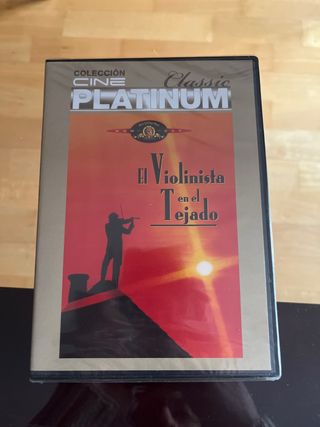 COLECCIÓN
CINE Classic
PLATINUM
El Violinista
en el
Tejado